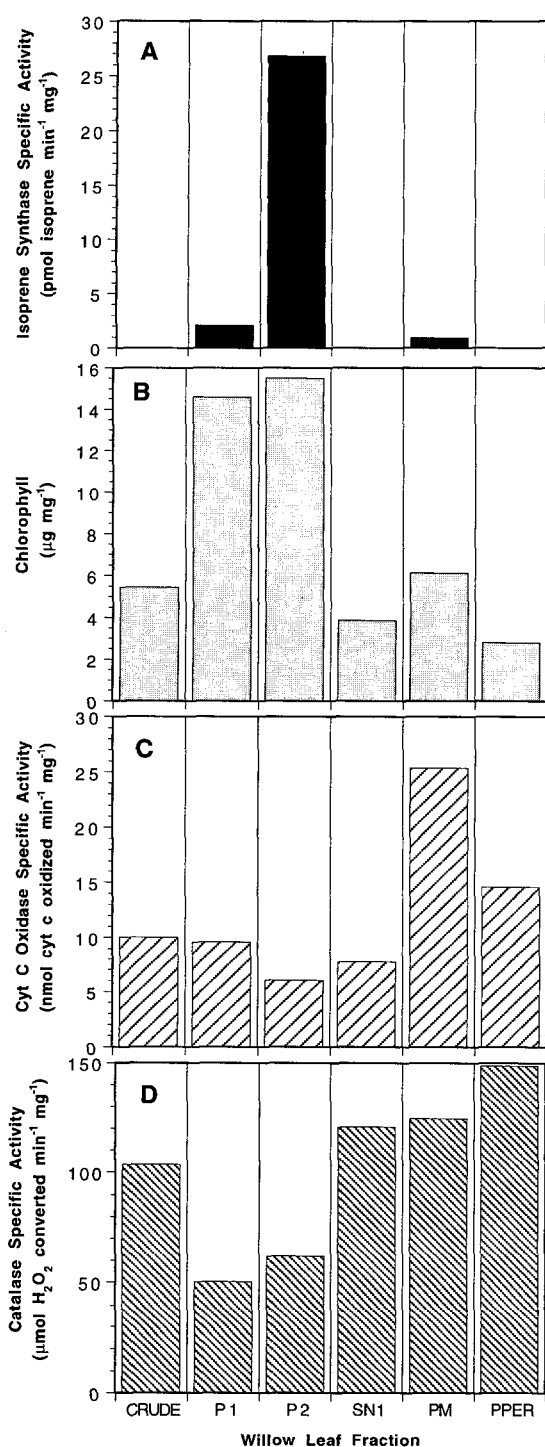 A
Isoprene Synthase Specific Activity
(pmol isoprene min⁻¹ mg⁻¹)
30
25
20
15
10
5
0
B
Chlorophyll
(µg mg⁻¹)
16
14
12
10
8
6
4
2
0
C
Cyt C Oxidase Specific Activity
(nmol cyt c oxidized min⁻¹ mg⁻¹)
30
25
20
15
10
5
0
D
Catalase Specific Activity
(µmol H₂O₂ converted min⁻¹ mg⁻¹)
150
100
50
0
CRUDE P1 P2 SN1 PM PPER
Willow Leaf Fraction